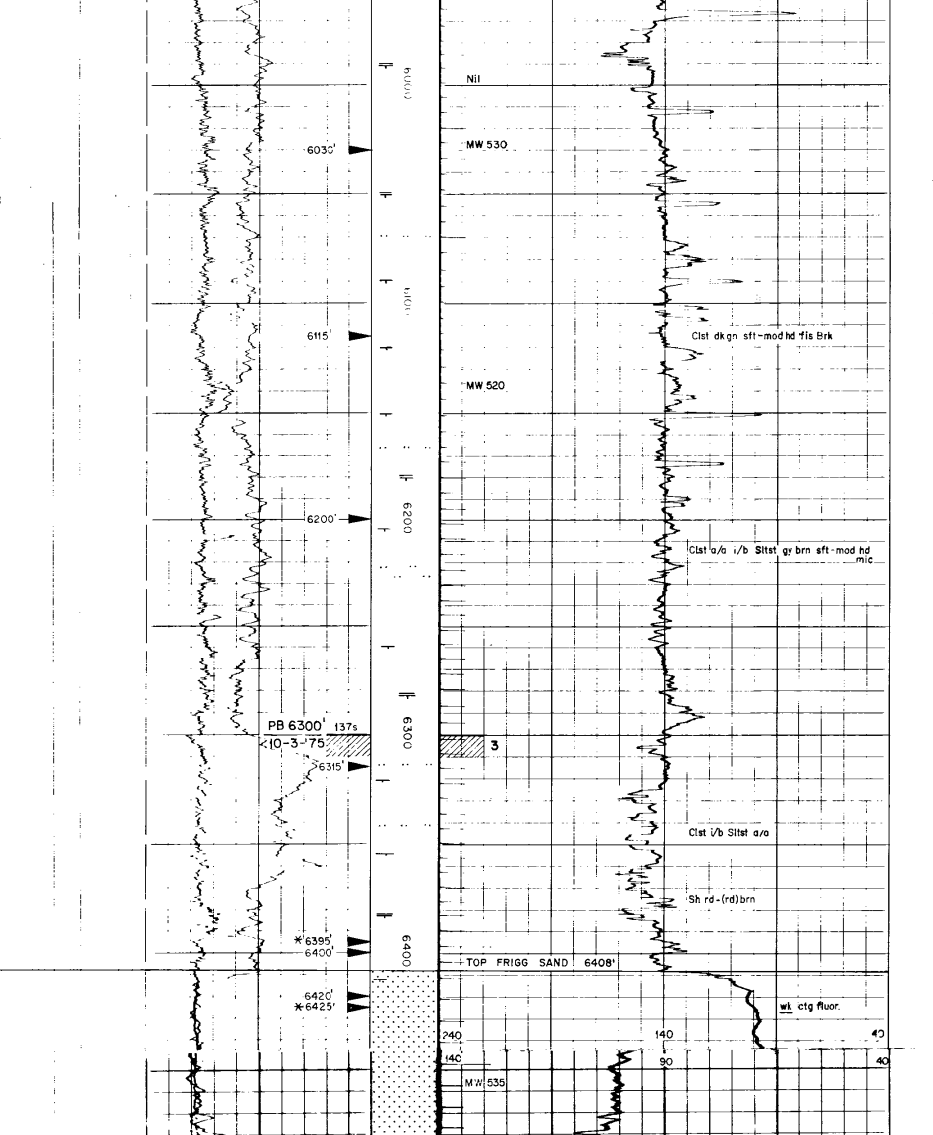 6000
Nil
6030'
MW 530
6115'
Clst dk gn sft-mod hd fis Brk
MW 520
6200
6200'
Clst a/a i/b Sltst gy brn sft-mod hd
mic
PB 6300' 137s
<10-3-'75
6300
3
6315'
Clst i/b Sltst a/a
Sh rd-(rd) brn
* 6395'
6400'
6400
TOP FRIGG SAND 6408'
6420'
* 6425'
wk ctg fluor.
240 140 40
140 90 40
MW 535